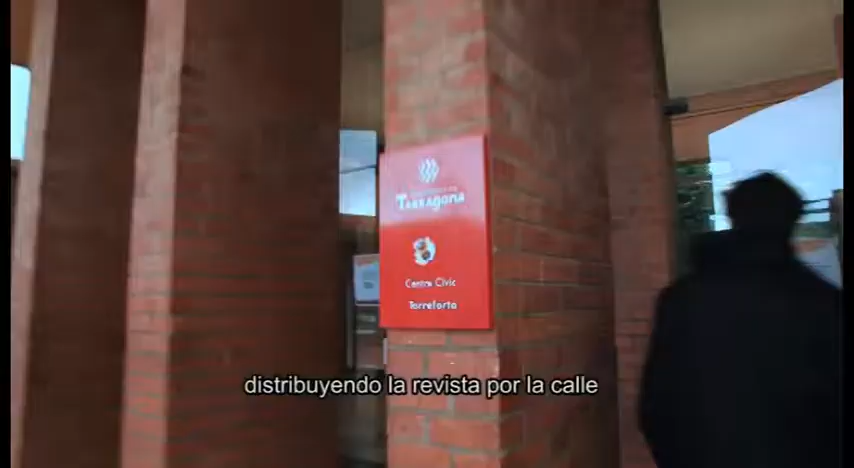 Tarragona
Centre Cívic
Torreforta
distribuyendo la revista por la calle